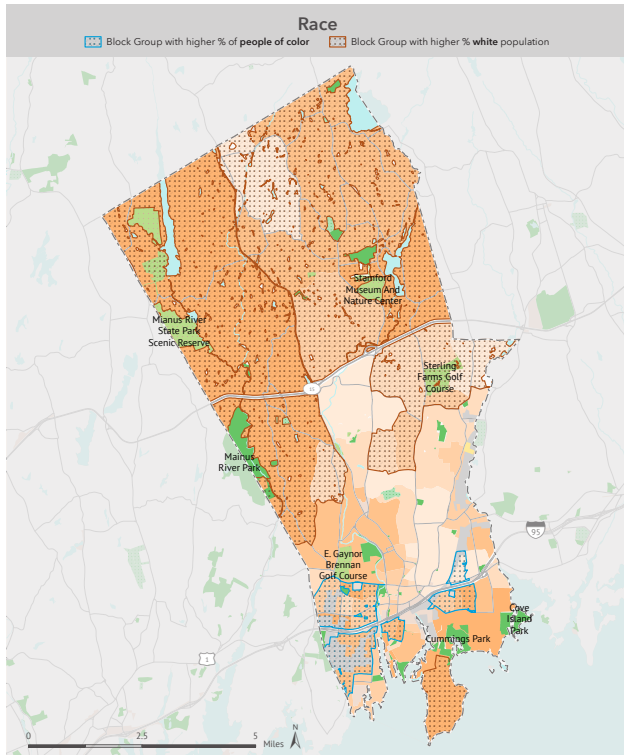 Race
Block Group with higher % of people of color
Block Group with higher % white population
Stamford
Museum And
Nature Center
Mianus River
State Park
Scenic Reserve
Sterling
Farms Golf
Course
15
Mainus
River Park
95
E. Gaynor
Brennan
Golf Course
Cove
Island
Park
Cummings Park
1
0 2.5 5
Miles
N